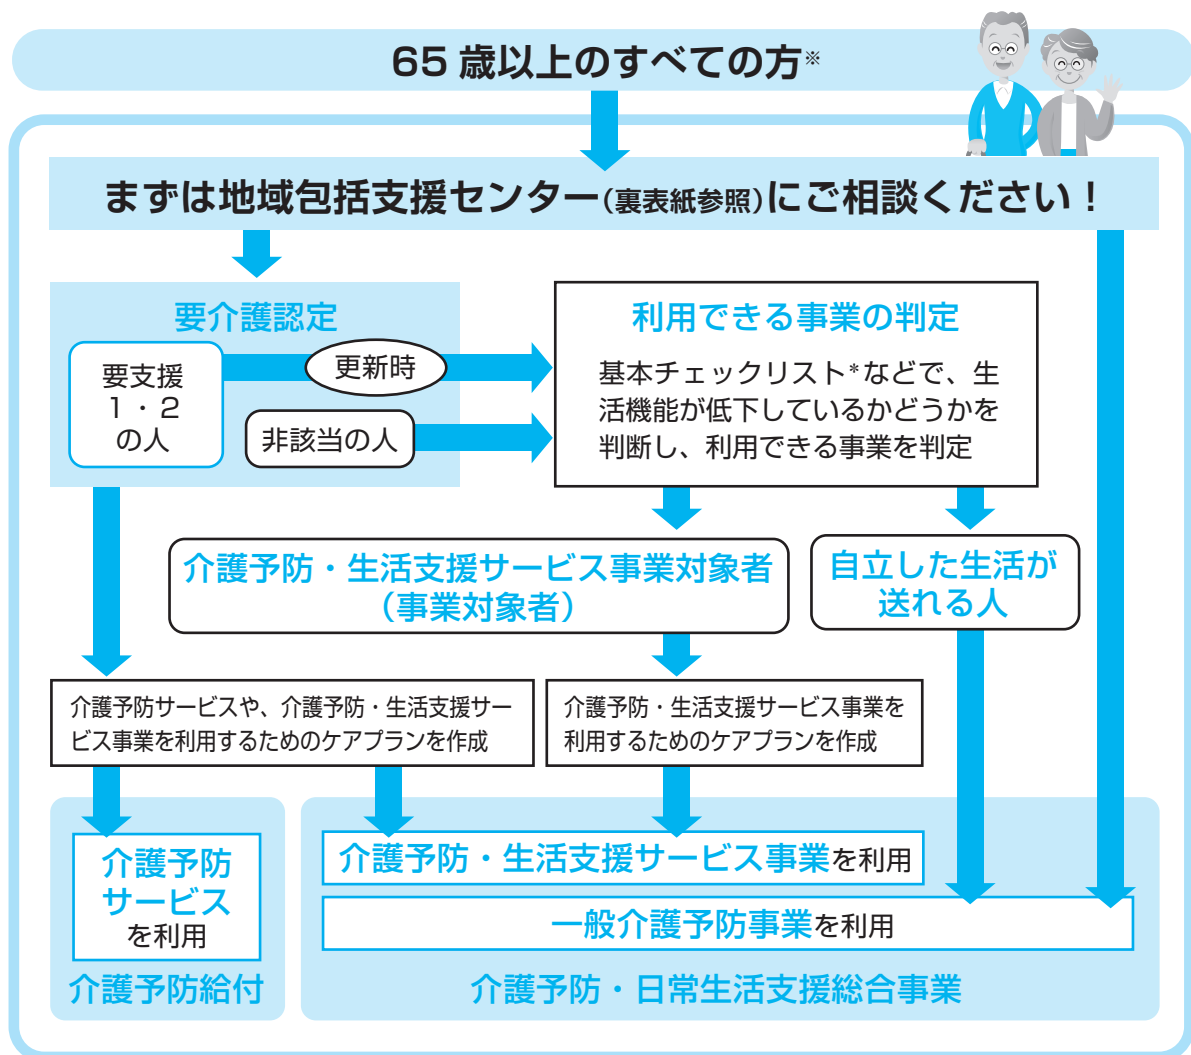 65歳以上のすべての方※
まずは地域包括支援センター(裏表紙参照)にご相談ください！
要介護認定
要支援
1・2
の人
更新時
非該当の人
利用できる事業の判定
基本チェックリスト*などで、生
活機能が低下しているかどうかを
判断し、利用できる事業を判定
介護予防・生活支援サービス事業対象者
（事業対象者）
自立した生活が
送れる人
介護予防サービスや、介護予防・生活支援サー
ビス事業を利用するためのケアプランを作成
介護予防・生活支援サービス事業を
利用するためのケアプランを作成
介護予防
サービス
を利用
介護予防給付
介護予防・生活支援サービス事業を利用
一般介護予防事業を利用
介護予防・日常生活支援総合事業